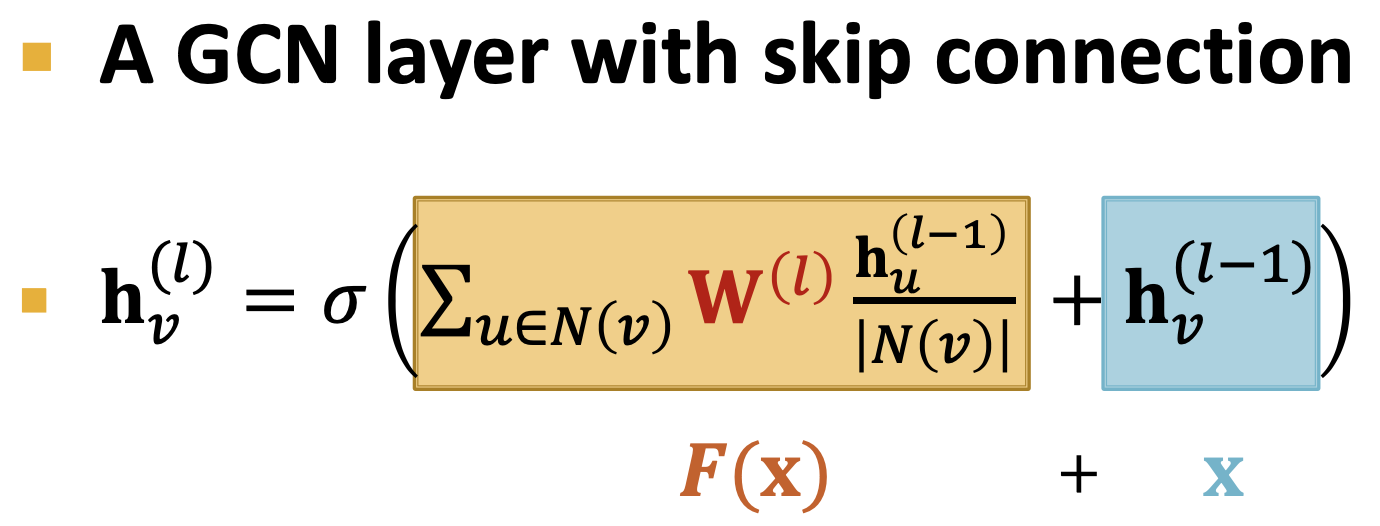 ▪ A GCN layer with skip connection
▪ $\mathbf{h}_v^{(l)} = \sigma\left(\sum_{u \in N(v)} \mathbf{W}^{(l)} \frac{\mathbf{h}_u^{(l-1)}}{|N(v)|} + \mathbf{h}_v^{(l-1)}\right)$
$F(\mathbf{x}) + \mathbf{x}$